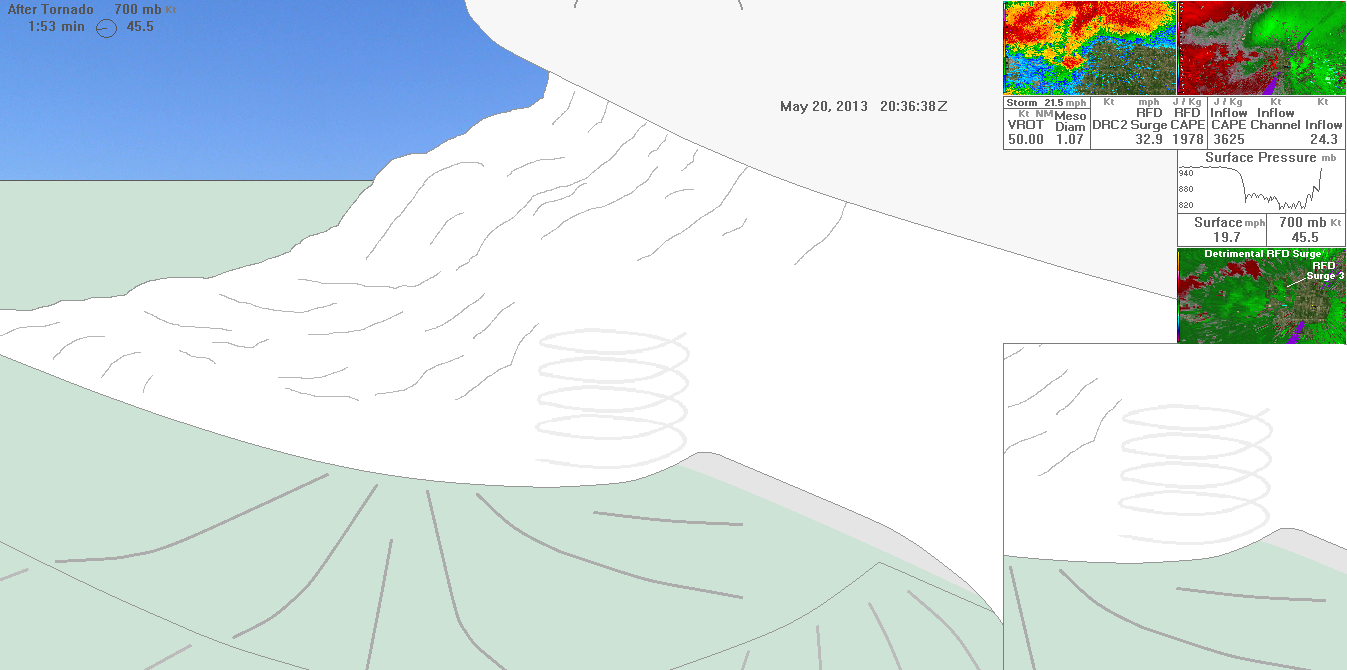 After Tornado 700 mb Kt
1:53 min 45.5
May 20, 2013 20:36:38Z
Storm 21.5 mph
Kt NM
VROT Meso Diam
50.00 1.07
Kt mph J / Kg
DRC2 RFD Surge RFD CAPE
32.9 1978
J / Kg Kt Kt
Inflow CAPE Inflow Channel Inflow
3625 24.3
Surface Pressure mb
940
880
820
Surface mph 700 mb Kt
19.7 45.5
Detrimental RFD Surge
RFD
Surge 3